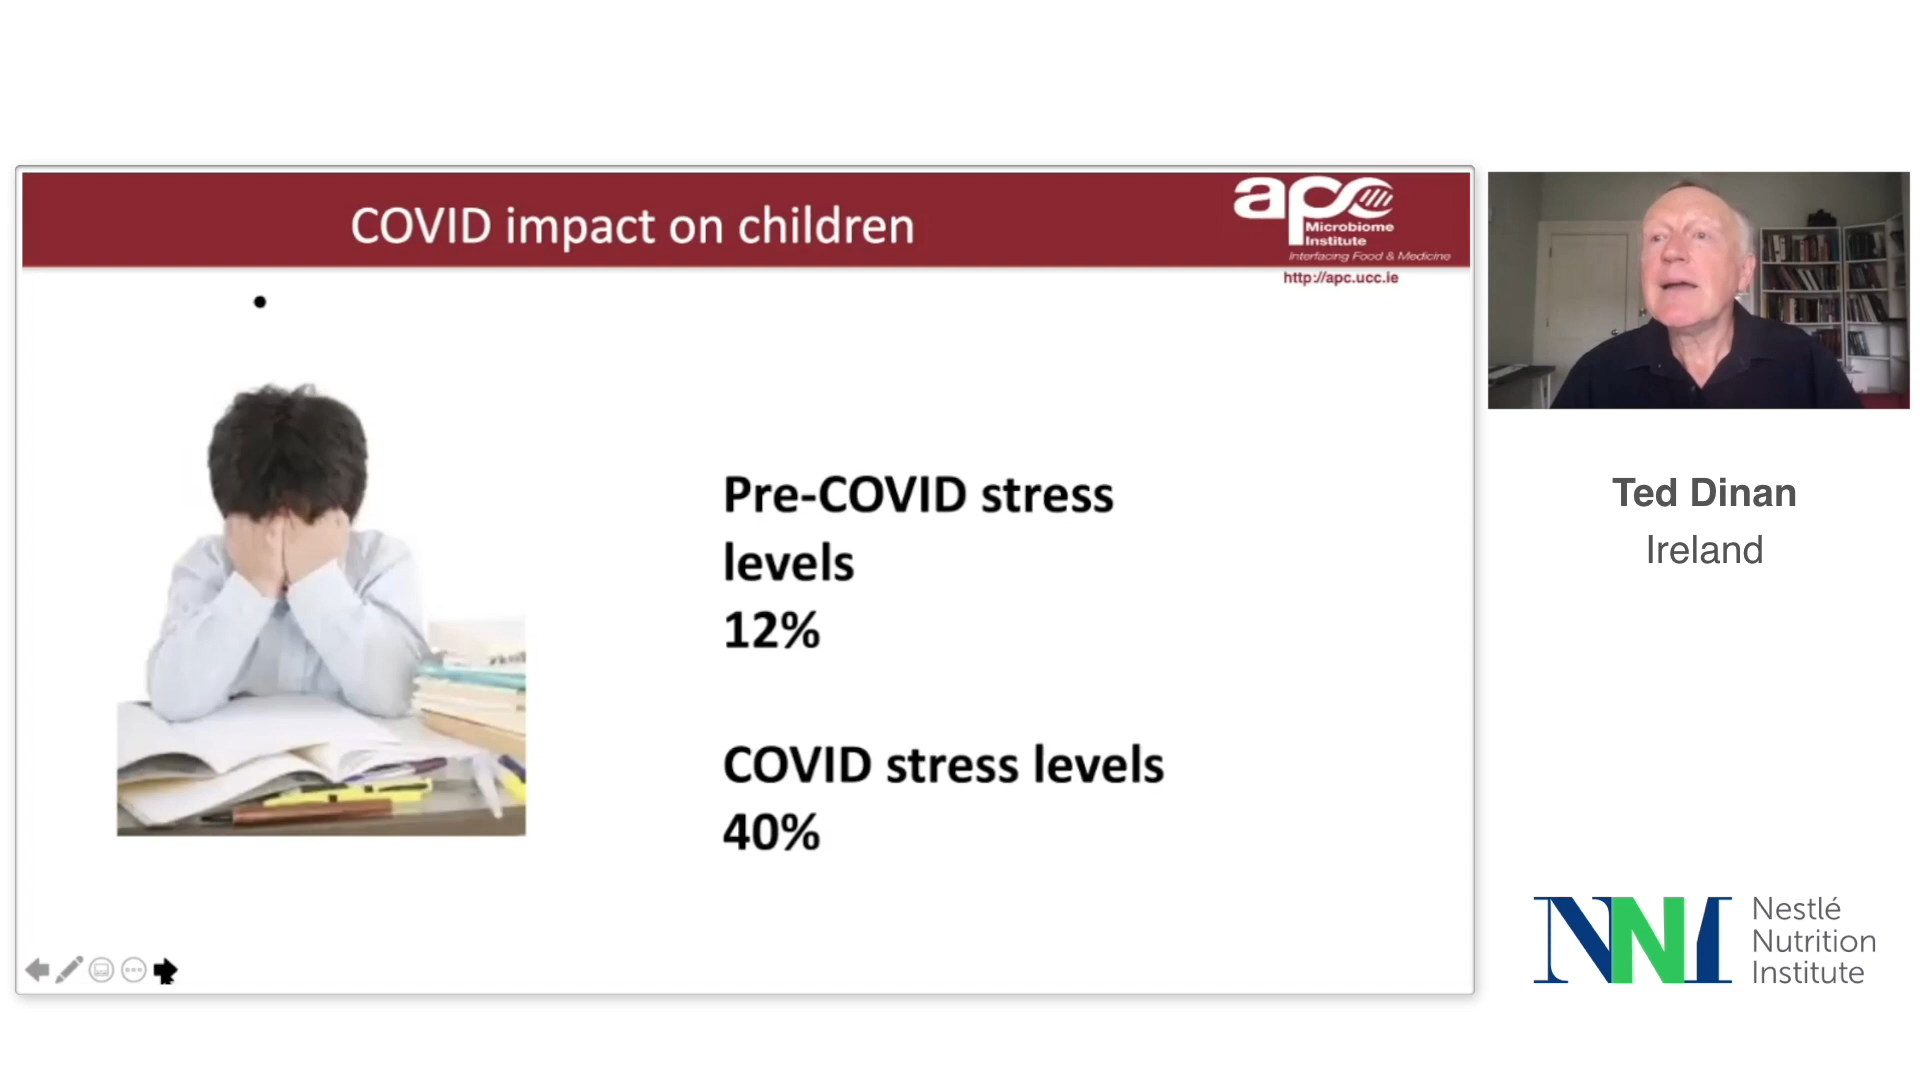 COVID impact on children
apc
Microbiome
Institute
Interfacing Food & Medicine
http://apc.ucc.ie
Pre-COVID stress
levels
12%
COVID stress levels
40%
Ted Dinan
Ireland
NNI
Nestlé
Nutrition
Institute